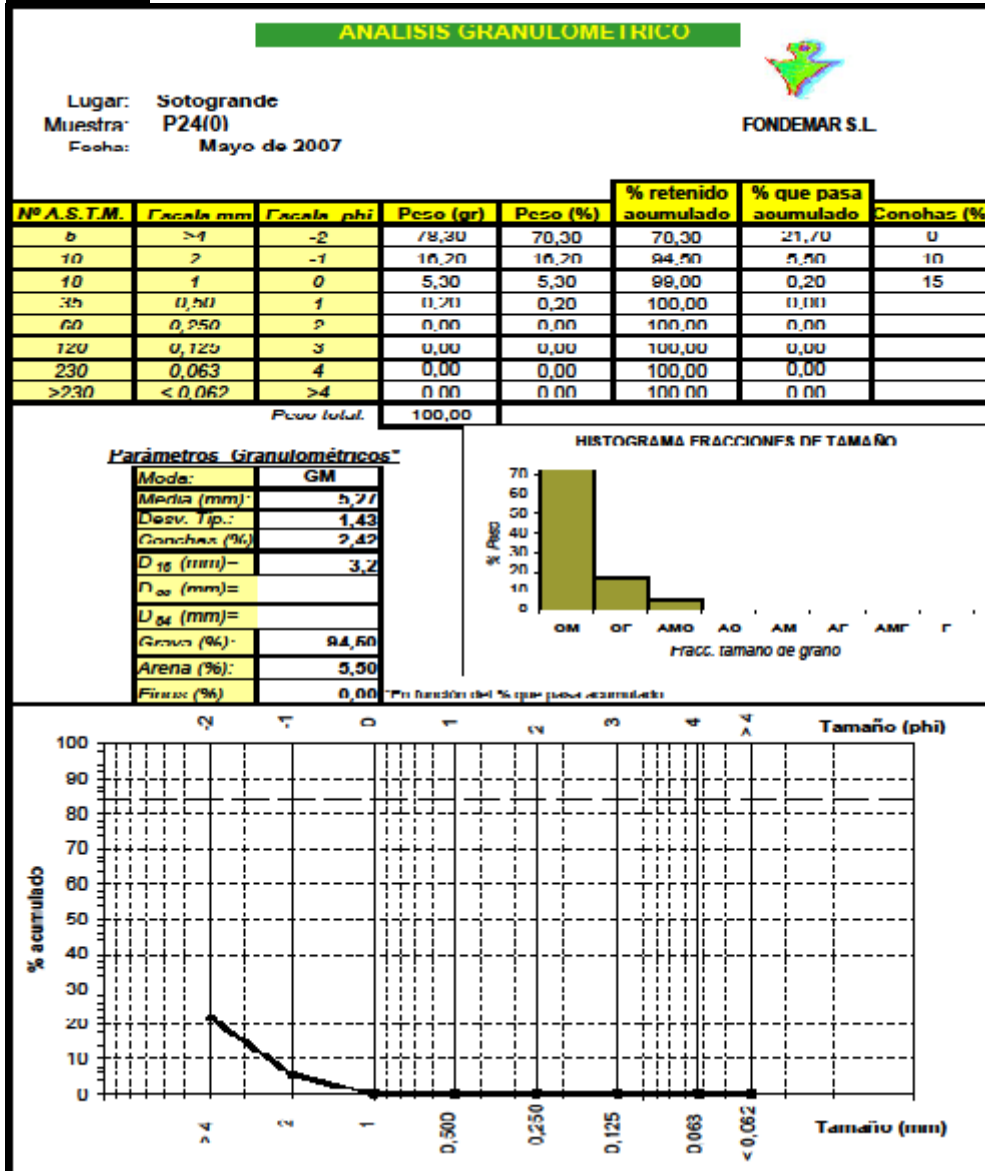 ANALISIS GRANULOMETRICO
Lugar: Sotogrande
Muestra: P24(0)
Fecha: Mayo de 2007
FONDEMAR S.L.
Nº A.S.T.M. Escala mm Escala phi Peso (gr) Peso (%) % retenido acumulado % que pasa acumulado Conchas (%
5 >4 -2 78,30 78,30 78,30 21,70 0
10 2 -1 16,20 16,20 94,50 5,50 10
18 1 0 5,30 5,30 99,80 0,20 15
35 0,50 1 0,20 0,20 100,00 0,00
60 0,250 2 0,00 0,00 100,00 0,00
120 0,125 3 0,00 0,00 100,00 0,00
230 0,063 4 0,00 0,00 100,00 0,00
>230 < 0,062 >4 0,00 0,00 100,00 0,00
Peso total: 100,00
Parámetros Granulométricos*
Moda: GM
Media (mm): 5,27
Desv. Tip.: 1,43
Conchas (%) 2,42
D 16 (mm)= 3,2
(mm)=
D 84 (mm)=
Grava (%): 94,50
Arena (%): 5,50
Finos (%) 0,00
*En función del % que pasa acumulado
HISTOGRAMA FRACCIONES DE TAMAÑO
% Peso
70
60
50
40
30
20
10
0
GM GF AMG AG AM AF AMF F
Fracc. tamaño de grano
-2 -1 0 1 2 3 4 > 4 Tamaño (phi)
% acumulado
100
90
80
70
60
50
40
30
20
10
0
> 4 2 1 0,500 0,250 0,125 0,063 < 0,062 Tamaño (mm)